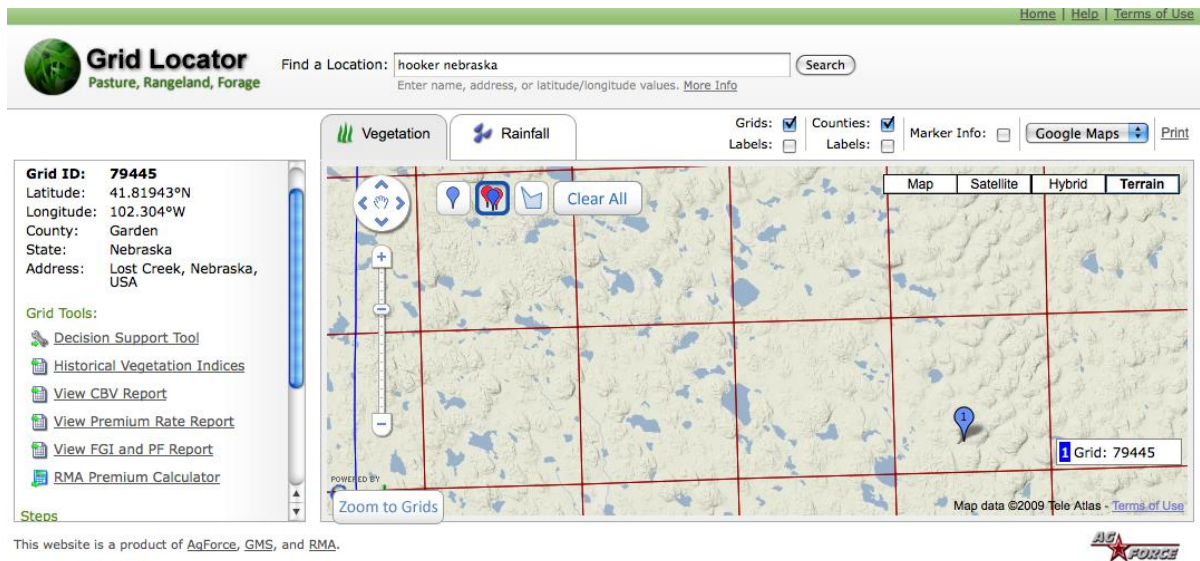 Home | Help | Terms of Use
Grid Locator
Pasture, Rangeland, Forage
Find a Location: hooker nebraska Search
Enter name, address, or latitude/longitude values. More Info
Vegetation Rainfall
Grids: Counties: Marker Info: Google Maps Print
Labels: Labels:
Grid ID: 79445
Latitude: 41.81943ºN
Longitude: 102.304ºW
County: Garden
State: Nebraska
Address: Lost Creek, Nebraska,
USA
Grid Tools:
Decision Support Tool
Historical Vegetation Indices
View CBV Report
View Premium Rate Report
View FGI and PF Report
RMA Premium Calculator
Steps
Clear All
Map Satellite Hybrid Terrain
1
1 Grid: 79445
POWERED BY
Zoom to Grids
Map data ©2009 Tele Atlas - Terms of Use
This website is a product of AgForce, GMS, and RMA.
AG FORCE